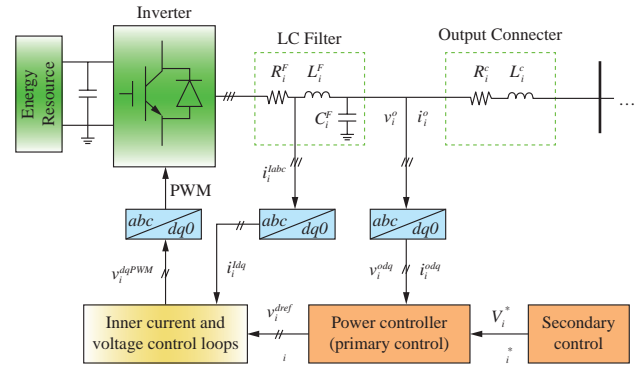 Inverter
LC Filter
Output Connecter
Energy
Resource
R_i^F
L_i^F
C_i^F
v_i^o
i_i^o
R_i^c
L_i^c
...
i_i^{Iabc}
PWM
abc
dq0
abc
dq0
abc
dq0
v_i^{dqPWM}
i_i^{Idq}
v_i^{odq}
i_i^{odq}
Inner current and
voltage control loops
v_i^{dref}
i
Power controller
(primary control)
V_i^*
i^*
Secondary
control